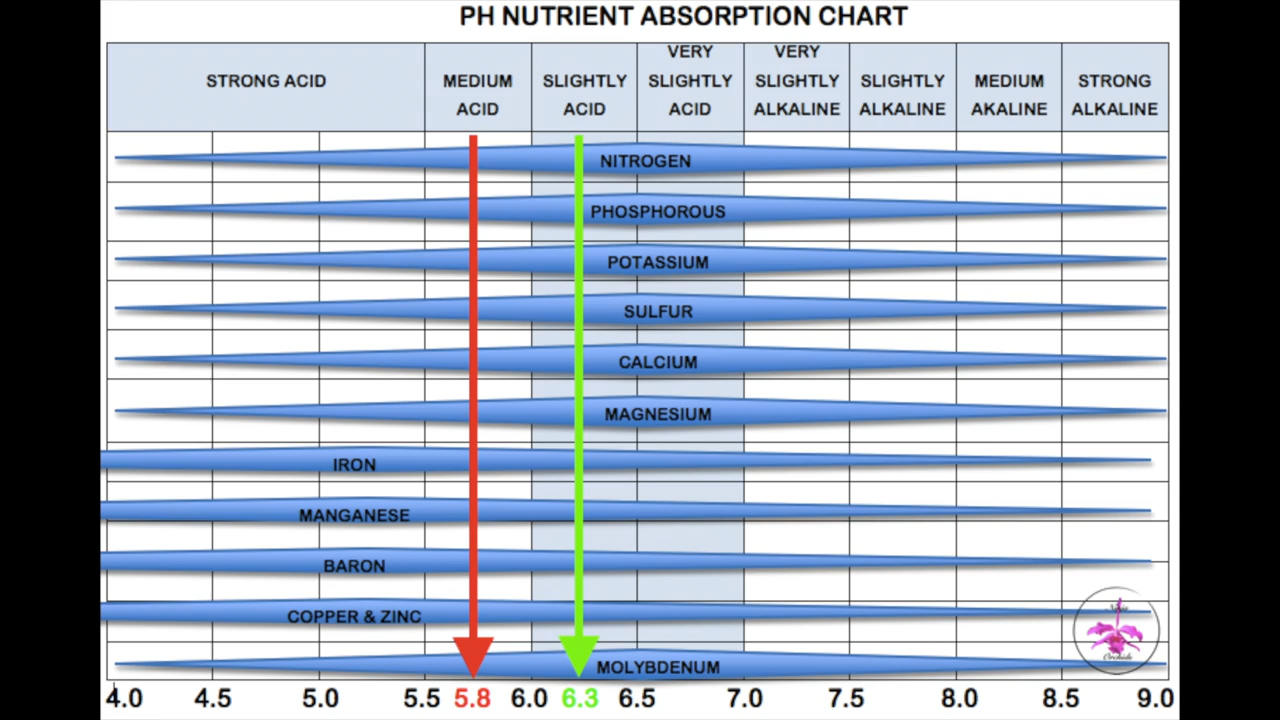 PH NUTRIENT ABSORPTION CHART
STRONG ACID
MEDIUM
ACID
SLIGHTLY
ACID
VERY
SLIGHTLY
ACID
VERY
SLIGHTLY
ALKALINE
SLIGHTLY
ALKALINE
MEDIUM
AKALINE
STRONG
ALKALINE
NITROGEN
PHOSPHOROUS
POTASSIUM
SULFUR
CALCIUM
MAGNESIUM
IRON
MANGANESE
BARON
COPPER & ZINC
MOLYBDENUM
Orchids
4.0 4.5 5.0 5.5 5.8 6.0 6.3 6.5 7.0 7.5 8.0 8.5 9.0